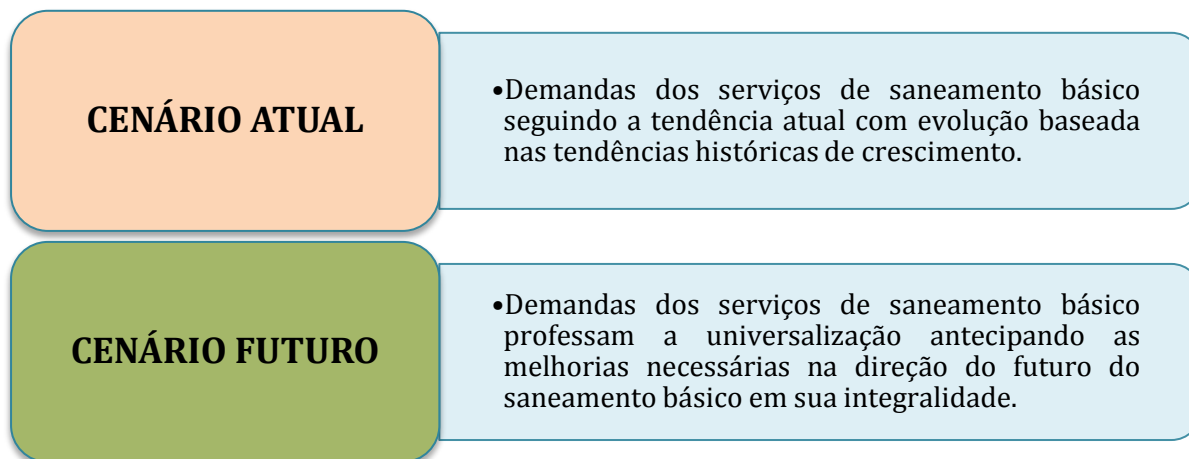 CENÁRIO ATUAL
•Demandas dos serviços de saneamento básico
seguindo a tendência atual com evolução baseada
nas tendências históricas de crescimento.
CENÁRIO FUTURO
•Demandas dos serviços de saneamento básico
professam a universalização antecipando as
melhorias necessárias na direção do futuro do
saneamento básico em sua integralidade.